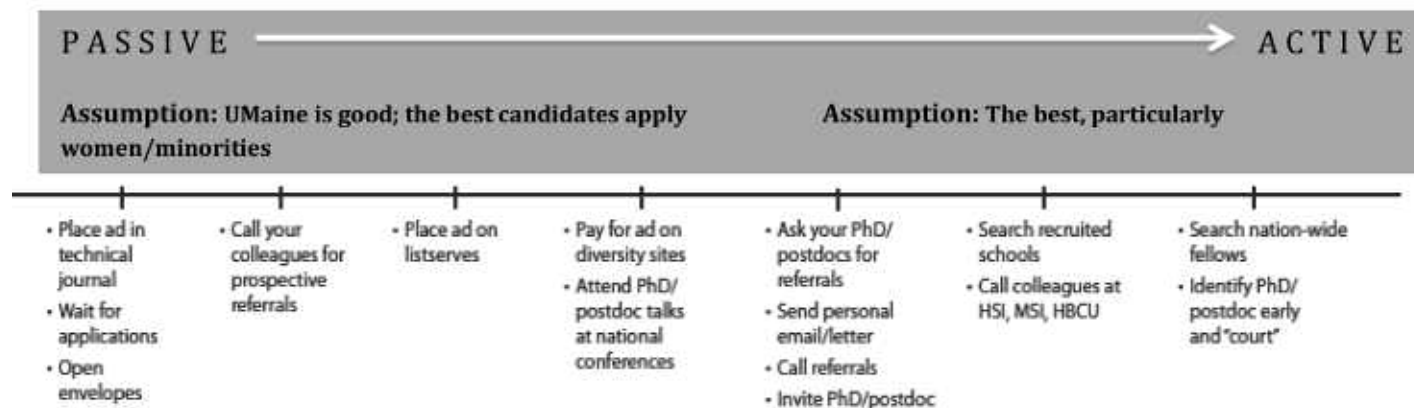 PASSIVE
ACTIVE
Assumption: UMaine is good; the best candidates apply
women/minorities
Assumption: The best, particularly
• Place ad in
technical
journal
• Wait for
applications
• Open
envelopes
• Call your
colleagues for
prospective
referrals
• Place ad on
listserves
• Pay for ad on
diversity sites
• Attend PhD/
postdoc talks
at national
conferences
• Ask your PhD/
postdocs for
referrals
• Send personal
email/letter
• Call referrals
• Invite PhD/postdoc
• Search recruited
schools
• Call colleagues at
HSI, MSI, HBCU
• Search nation-wide
fellows
• Identify PhD/
postdoc early
and "court"